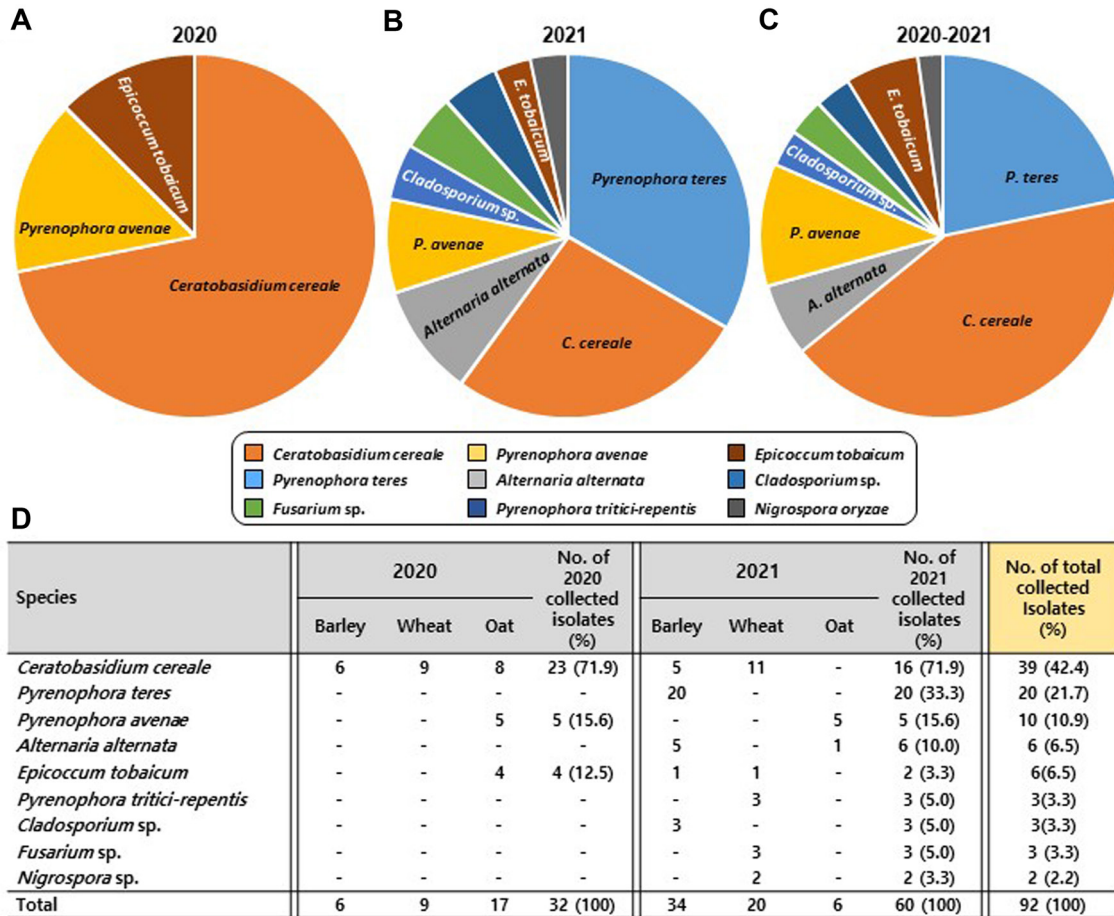 A
2020
Epicoccum tobaicum
Pyrenophora avenae
Ceratobasidium cereale
B
2021
E. tobaicum
Cladosporium sp.
Pyrenophora teres
P. avenae
Alternaria alternata
C. cereale
C
2020-2021
E. tobaicum
Cladosporium sp.
P. teres
P. avenae
A. alternata
C. cereale
Ceratobasidium cereale Pyrenophora avenae Epicoccum tobaicum
Pyrenophora teres Alternaria alternata Cladosporium sp.
Fusarium sp. Pyrenophora tritici-repentis Nigrospora oryzae
D
Species
2020
Barley Wheat Oat
No. of
2020
collected
isolates
(%)
2021
Barley Wheat Oat
No. of
2021
collected
isolates
(%)
No. of total
collected
Isolates
(%)
Ceratobasidium cereale 6 9 8 23 (71.9) 5 11 - 16 (71.9) 39 (42.4)
Pyrenophora teres - - - - 20 - - 20 (33.3) 20 (21.7)
Pyrenophora avenae - - 5 5 (15.6) - - 5 5 (15.6) 10 (10.9)
Alternaria alternata - - - - 5 - 1 6 (10.0) 6 (6.5)
Epicoccum tobaicum - - 4 4 (12.5) 1 1 - 2 (3.3) 6(6.5)
Pyrenophora tritici-repentis - - - - - 3 - 3 (5.0) 3(3.3)
Cladosporium sp. - - - - 3 - - 3 (5.0) 3(3.3)
Fusarium sp. - - - - - 3 - 3 (5.0) 3 (3.3)
Nigrospora sp. - - - - - 2 - 2 (3.3) 2 (2.2)
Total 6 9 17 32 (100) 34 20 6 60 (100) 92 (100)